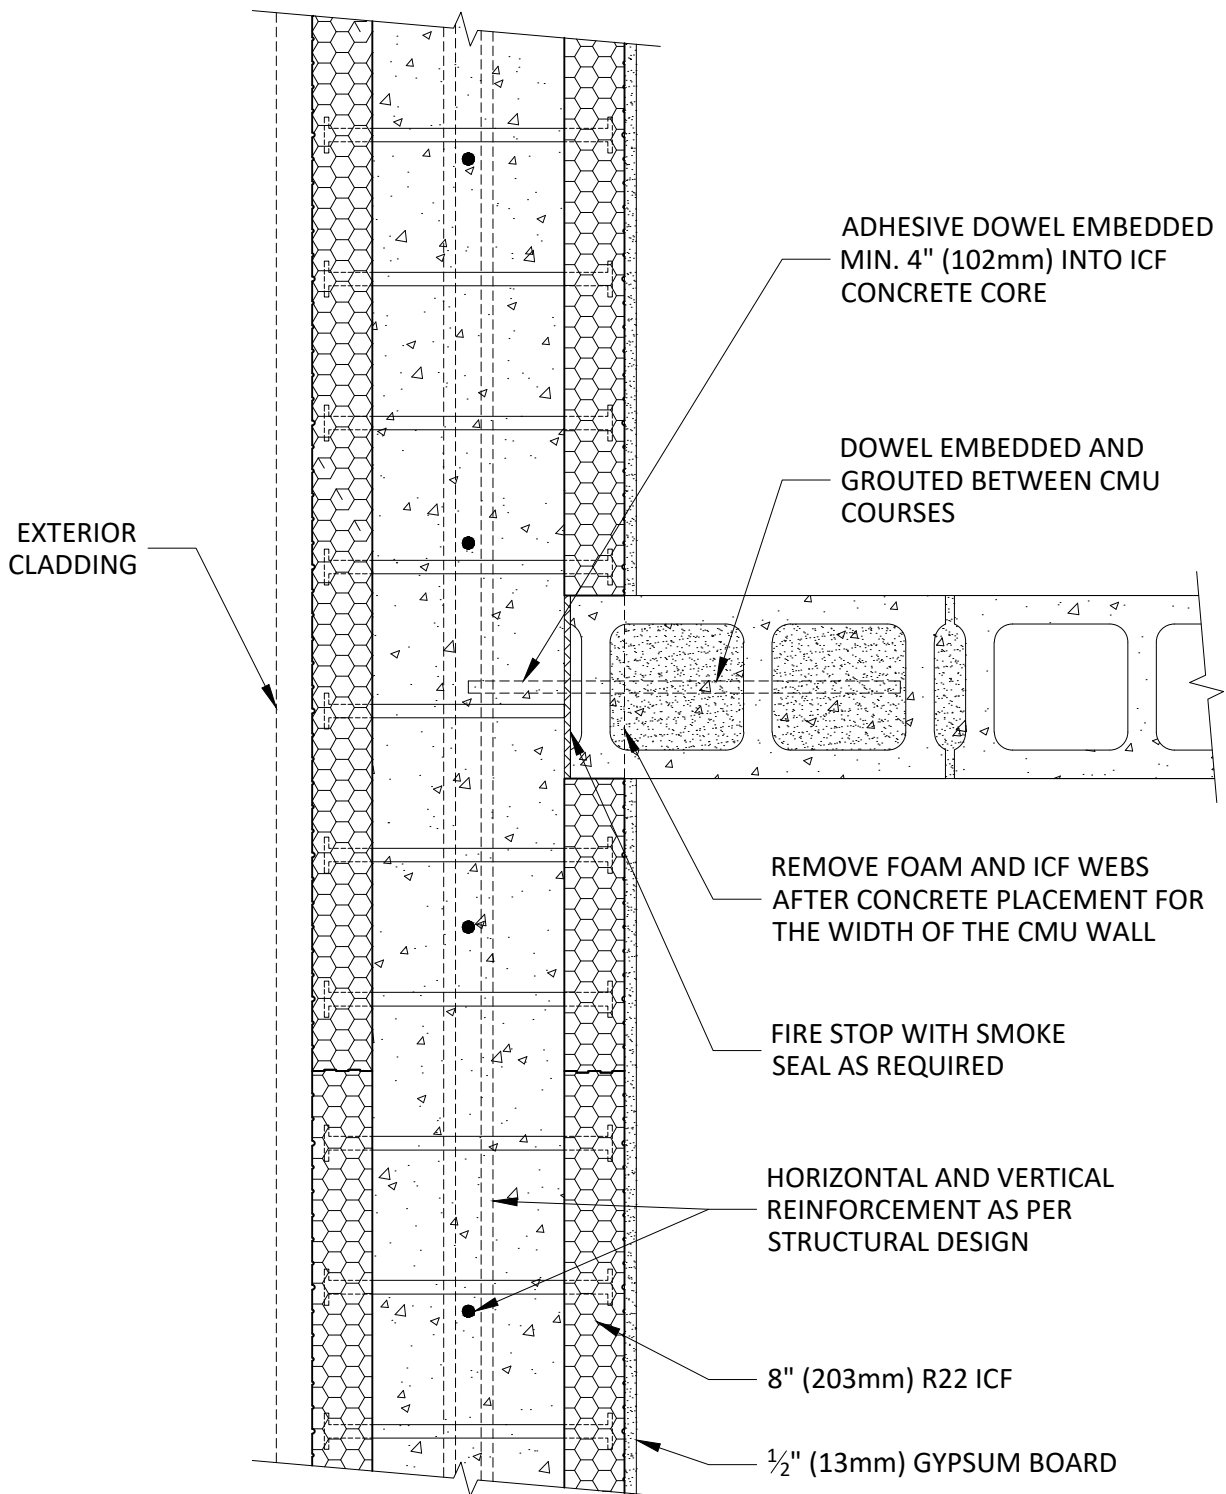 ADHESIVE DOWEL EMBEDDED
MIN. 4" (102mm) INTO ICF
CONCRETE CORE
DOWEL EMBEDDED AND
GROUTED BETWEEN CMU
COURSES
EXTERIOR
CLADDING
REMOVE FOAM AND ICF WEBS
AFTER CONCRETE PLACEMENT FOR
THE WIDTH OF THE CMU WALL
FIRE STOP WITH SMOKE
SEAL AS REQUIRED
HORIZONTAL AND VERTICAL
REINFORCEMENT AS PER
STRUCTURAL DESIGN
8" (203mm) R22 ICF
½" (13mm) GYPSUM BOARD